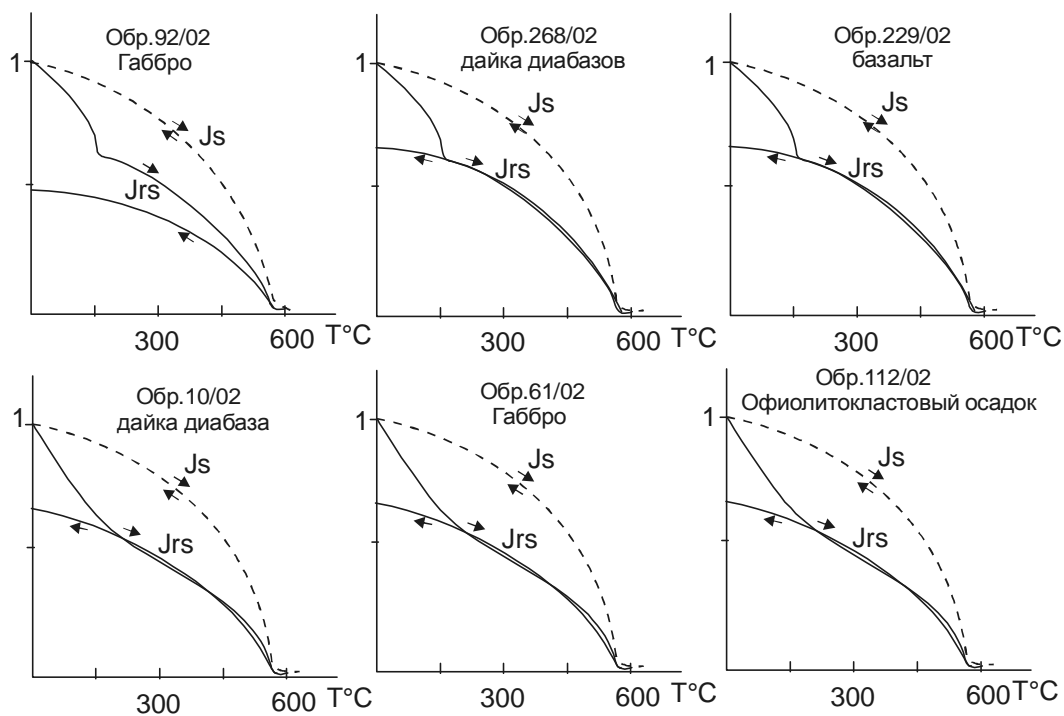 Обр.92/02
Габбро
1
Js
Jrs
300
600
T°C
Обр.268/02
дайка диабазов
1
Js
Jrs
300
600
T°C
Обр.229/02
базальт
1
Js
Jrs
300
600
T°C
Обр.10/02
дайка диабаза
1
Js
Jrs
300
600
T°C
Обр.61/02
Габбро
1
Js
Jrs
300
600
T°C
Обр.112/02
Офиолитокластовый осадок
1
Js
Jrs
300
600
T°C